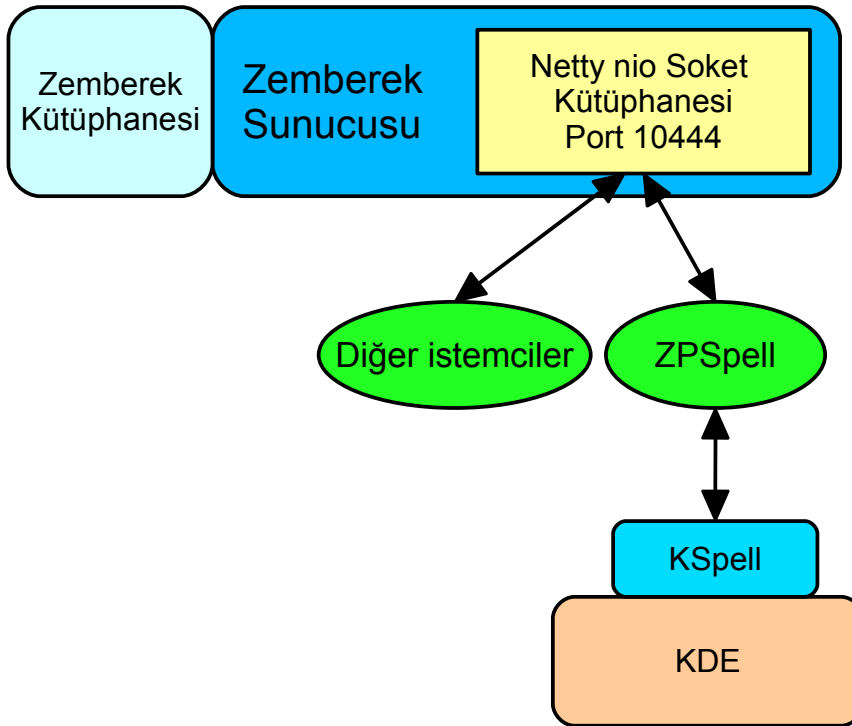 Zemberek
Kütüphanesi
Zemberek
Sunucusu
Netty nio Soket
Kütüphanesi
Port 10444
Diğer istemciler
ZPSpell
KSpell
KDE